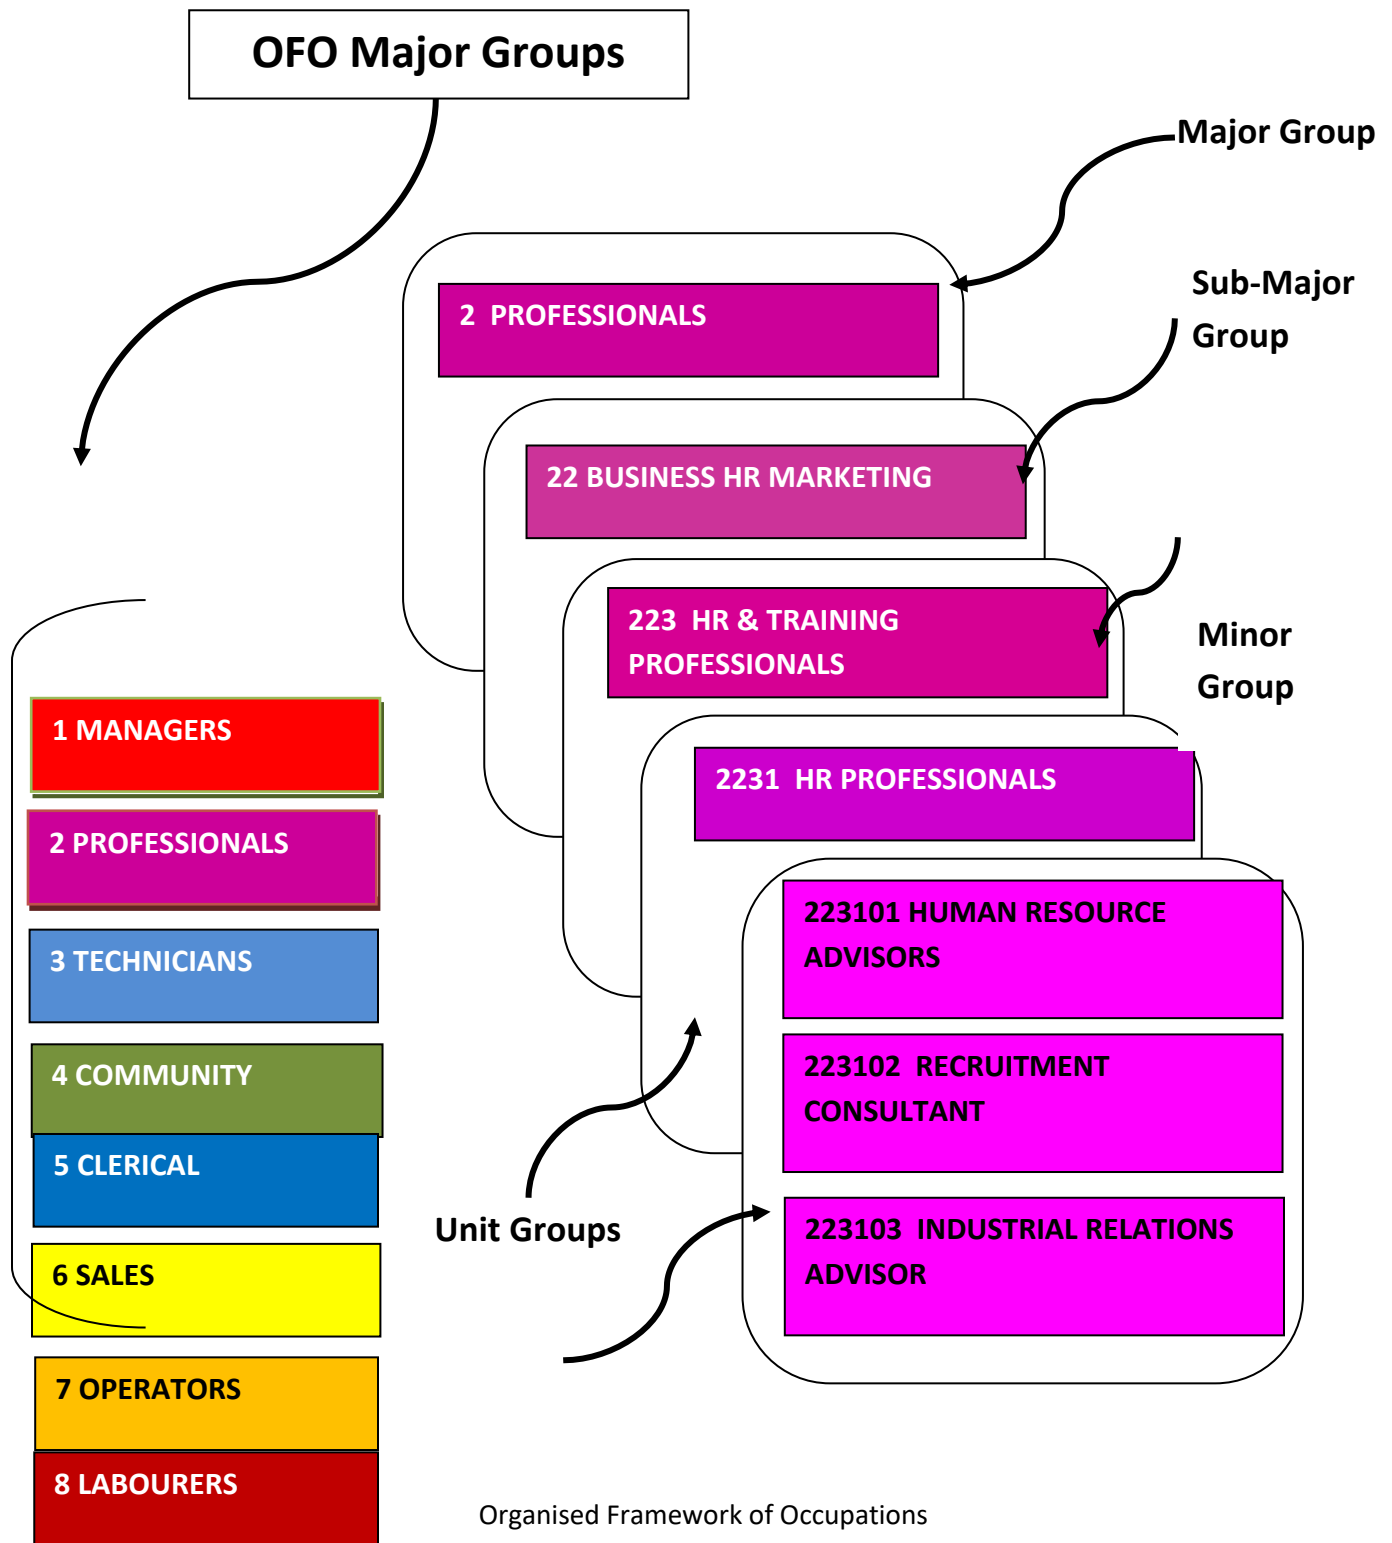 OFO Major Groups
Major Group
Sub-Major
Group
2 PROFESSIONALS
22 BUSINESS HR MARKETING
223 HR & TRAINING
PROFESSIONALS
Minor
Group
2231 HR PROFESSIONALS
223101 HUMAN RESOURCE
ADVISORS
223102 RECRUITMENT
CONSULTANT
223103 INDUSTRIAL RELATIONS
ADVISOR
Unit Groups
1 MANAGERS
2 PROFESSIONALS
3 TECHNICIANS
4 COMMUNITY
5 CLERICAL
6 SALES
7 OPERATORS
8 LABOURERS
Organised Framework of Occupations